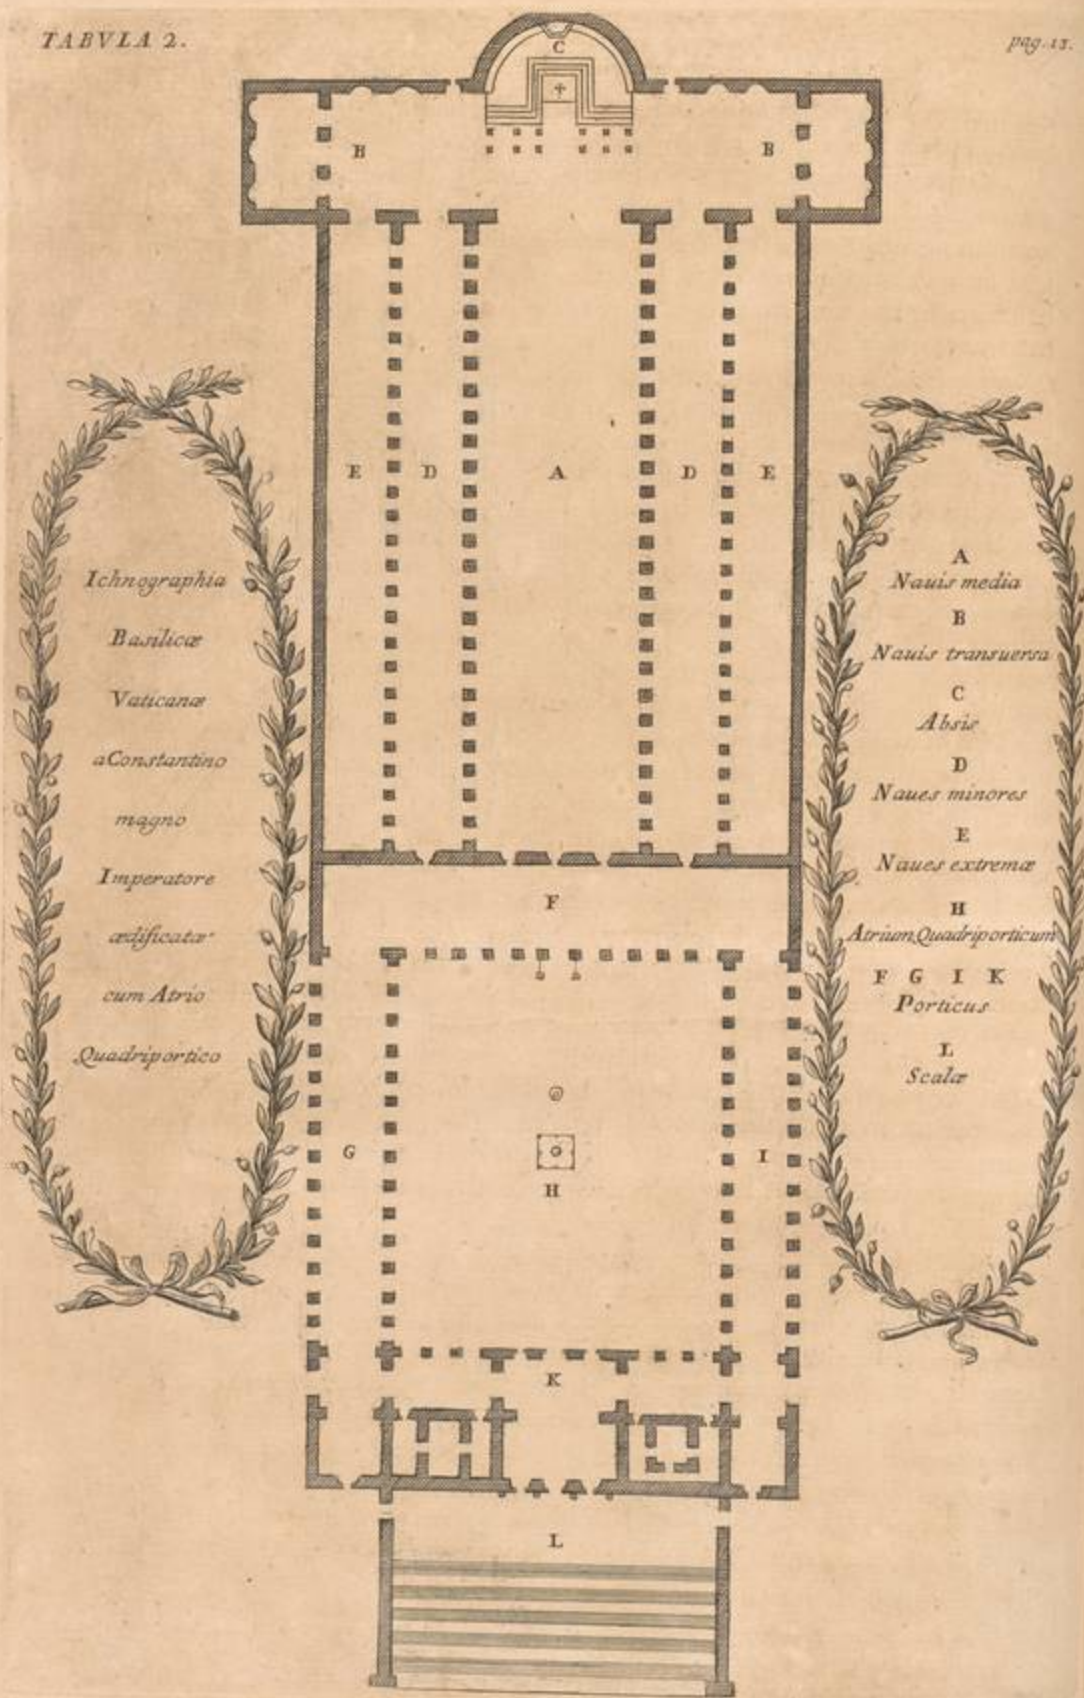 TABVLA 2.
pag. 13.
C
B
B
E
D
A
D
E
Ichnographia
Basilicæ
Vaticanæ
a Constantino
magno
Imperatore
ædificatæ
cum Atrio
Quadriportico
A
Nauis media
B
Nauis transuersa
C
Absis
D
Naues minores
E
Naues extremæ
H
Atrium Quadriporticum
F G I K
Porticus
L
Scalæ
F
G
H
I
K
L